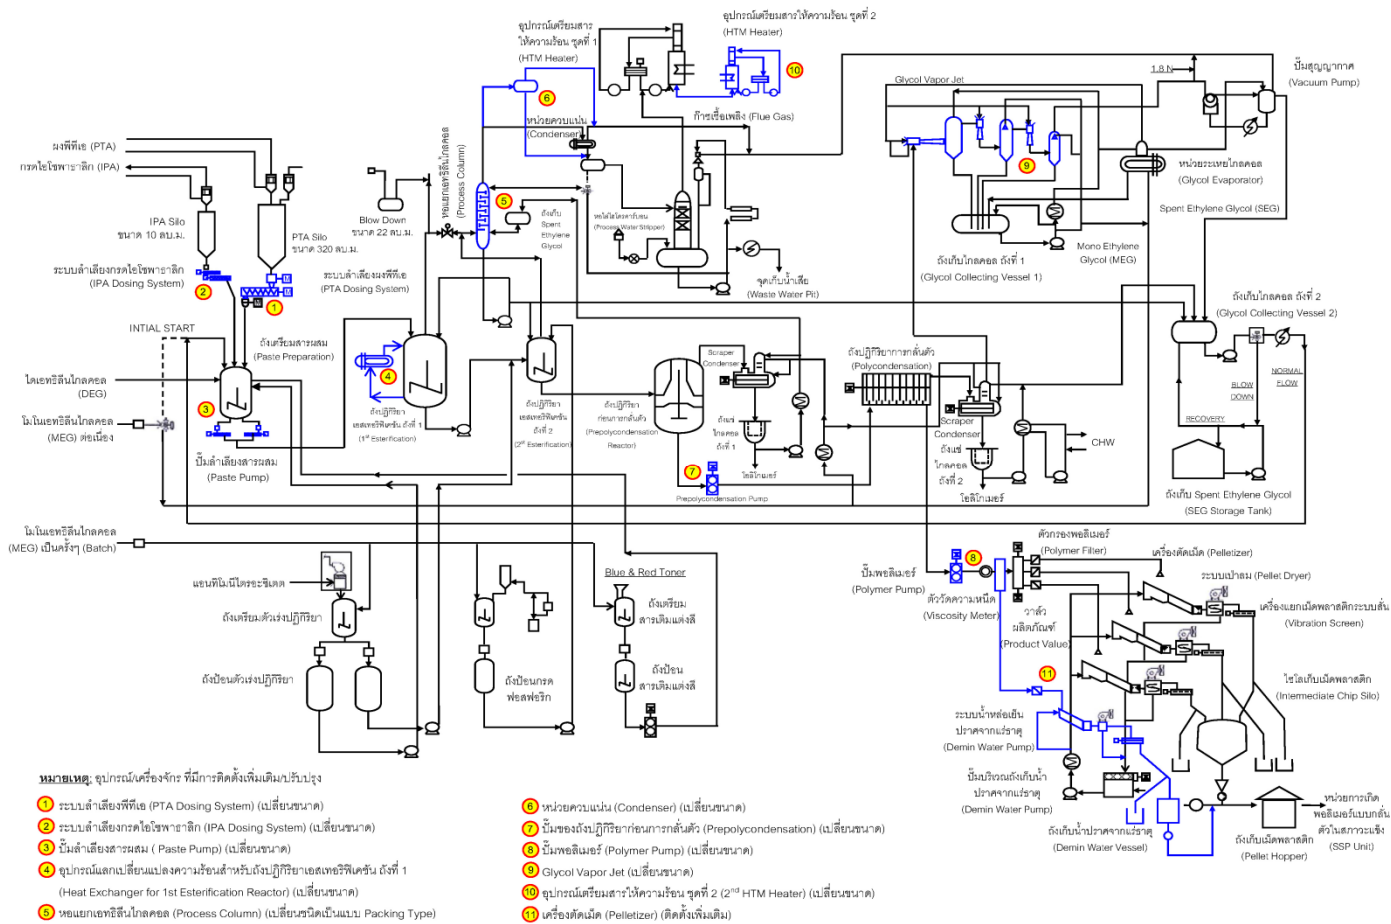 อุปกรณ์เตรียมสาร
ให้ความร้อน ชุดที่ 1
(HTM Heater)
อุปกรณ์เตรียมสารให้ความร้อน ชุดที่ 2
(HTM Heater)
10
6
หน่วยควบแน่น
(Condenser)
ก๊าซเชื้อเพลิง (Flue Gas)
Glycol Vapor Jet
1.8 N
ปั๊มสุญญากาศ
(Vacuum Pump)
ผงพีทีเอ (PTA)
กรดไอโซพาธาลิก (IPA)
หอแยกเอทธิลีนไกลคอล
(Process Column)
9
หน่วยระเหยไกลคอล
(Glycol Evaporator)
Spent Ethylene Glycol (SEG)
IPA Silo
ขนาด 10 ลบ.ม.
PTA Silo
ขนาด 320 ลบ.ม.
Blow Down
ขนาด 22 ลบ.ม.
5
ถังเก็บ
Spent
Ethylene
Glycol
(Process Water Stripper)
Mono Ethylene
Glycol (MEG)
ถังเก็บไกลคอล ถังที่ 1
(Glycol Collecting Vessel 1)
ระบบลำเลียงกรดไอโซพาธาลิก
(IPA Dosing System)
2
1
M
M
M
ระบบลำเลียงผงพีทีเอ
(PTA Dosing System)
จุดเก็บน้ำเสีย
(Waste Water Pit)
ถังเก็บไกลคอล ถังที่ 2
(Glycol Collecting Vessel 2)
INTIAL START
ถังเตรียมสารผสม
(Paste Preparation)
4
Scraper
Condenser
ถังปฏิกิริยาการกลั่นตัว
(Polycondensation)
BLOW
DOWN
NORMAL
FLOW
RECOVERY
ไดเอทธิลีนไกลคอล
(DEG)
3
ถังปฏิกิริยา
เอสเทอริฟิเคชัน ถังที่ 1
(1st Esterification)
ถังปฏิกิริยา
เอสเทอริฟิเคชัน
ถังที่ 2
(2st Esterification)
ถังปฏิกิริยา
ก่อนการกลั่นตัว
(Prepolycondensation
Reactor)
ถังแช่
ไกลคอล
ถังที่ 1
Scraper
Condenser
ถังแช่
ไกลคอล
ถังที่ 2
CHW
โมโนเอทธิลีนไกลคอล
(MEG) ต่อเนื่อง
ปั๊มลำเลียงสารผสม
(Paste Pump)
7
โอลิโกเมอร์
Prepolycondensation Pump
โอลิโกเมอร์
ถังเก็บ Spent Ethylene Glycol
(SEG Storage Tank)
โมโนเอทธิลีนไกลคอล
(MEG) เป็นครั้งๆ (Batch)
แอนทิโมนีไตรอะซิเตต
ถังเตรียมตัวเร่งปฏิกิริยา
ถังป้อนตัวเร่งปฏิกิริยา
ถังป้อนกรด
ฟอสฟอริก
Blue & Red Toner
ถังเตรียม
สารเติมแต่งสี
ถังป้อน
สารเติมแต่งสี
8
ปั๊มพอลิเมอร์
(Polymer Pump)
ตัวกรองพอลิเมอร์
(Polymer Filter)
เครื่องตัดเม็ด (Pelletizer)
ระบบเป่าลม (Pellet Dryer)
ตัววัดความหนืด
(Viscosity Meter)
วาล์ว
ผลิตภัณฑ์
(Product Value)
เครื่องแยกเม็ดพลาสติกระบบสั่น
(Vibration Screen)
11
ไซโลเก็บเม็ดพลาสติก
(Intermediate Chip Silo)
ระบบน้ำหล่อเย็น
ปราศจากแร่ธาตุ
(Demin Water Pump)
ปั๊มบริเวณถังเก็บน้ำ
ปราศจากแร่ธาตุ
(Demin Water Pump)
ถังเก็บน้ำปราศจากแร่ธาตุ
(Demin Water Vessel)
ถังเก็บเม็ดพลาสติก
(Pellet Hopper)
หน่วยการเกิด
พอลิเมอร์แบบกลั่น
ตัวในสภาวะแข็ง
(SSP Unit)
หมายเหตุ: อุปกรณ์/เครื่องจักร ที่มีการติดตั้งเพิ่มเติม/ปรับปรุง
1 ระบบลำเลียงพีทีเอ (PTA Dosing System) (เปลี่ยนขนาด)
2 ระบบลำเลียงกรดไอโซพาธาลิก (IPA Dosing System) (เปลี่ยนขนาด)
3 ปั๊มลำเลียงสารผสม ( Paste Pump) (เปลี่ยนขนาด)
4 อุปกรณ์แลกเปลี่ยนแปลงความร้อนสำหรับถังปฏิกิริยาเอสเทอริฟิเคชัน ถังที่ 1
(Heat Exchanger for 1st Esterification Reactor) (เปลี่ยนขนาด)
5 หอแยกเอทธิลีนไกลคอล (Process Column) (เปลี่ยนชนิดเป็นแบบ Packing Type)
6 หน่วยควบแน่น (Condenser) (เปลี่ยนขนาด)
7 ปั๊มของถังปฏิกิริยาก่อนการกลั่นตัว (Prepolycondensation) (เปลี่ยนขนาด)
8 ปั๊มพอลิเมอร์ (Polymer Pump) (เปลี่ยนขนาด)
9 Glycol Vapor Jet (เปลี่ยนขนาด)
10 อุปกรณ์เตรียมสารให้ความร้อน ชุดที่ 2 (2nd HTM Heater) (เปลี่ยนขนาด)
11 เครื่องตัดเม็ด (Pelletizer) (ติดตั้งเพิ่มเติม)